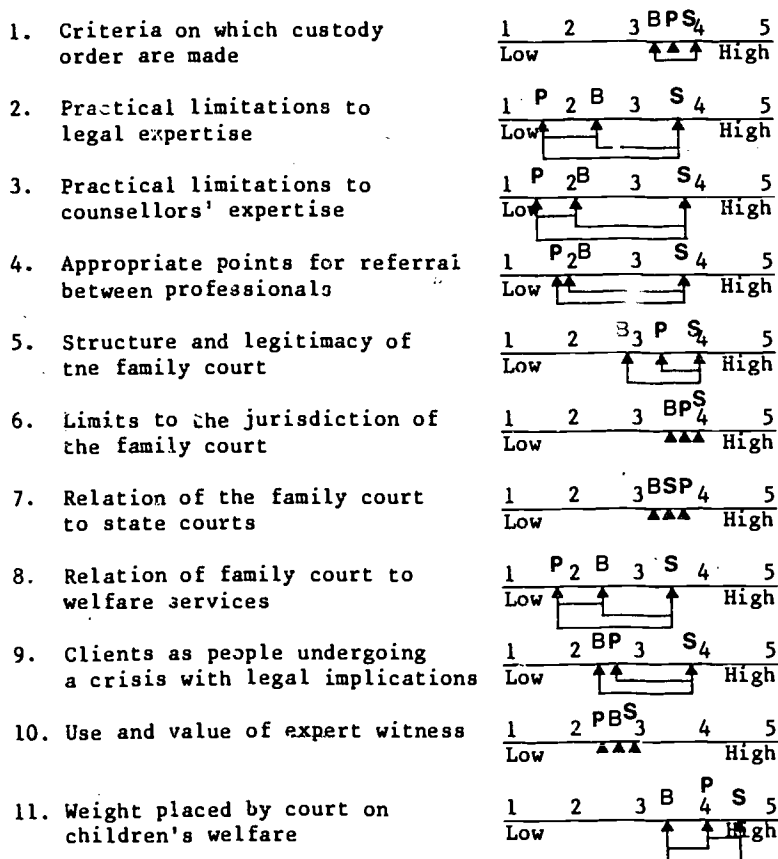 1. Criteria on which custody 1 2 3 B P S 4 5
order are made Low High
2. Practical limitations to 1 P 2 B 3 S 4 5
legal expertise Low High
3. Practical limitations to 1 P 2 B 3 S 4 5
counsellors' expertise Low High
4. Appropriate points for referral 1 P 2 B 3 S 4 5
between professionals Low High
5. Structure and legitimacy of 1 2 B 3 P S 4 5
tne family court Low High
6. Limits to the jurisdiction of 1 2 3 B P S 4 5
the family court Low High
7. Relation of the family court 1 2 3 B S P 4 5
to state courts Low High
8. Relation of family court to 1 P 2 B 3 S 4 5
welfare services Low High
9. Clients as people undergoing 1 2 B P 3 S 4 5
a crisis with legal implications Low High
10. Use and value of expert witness 1 2 P B S 3 4 5
Low High
11. Weight placed by court on 1 2 3 B P 4 S 5
children's welfare Low High